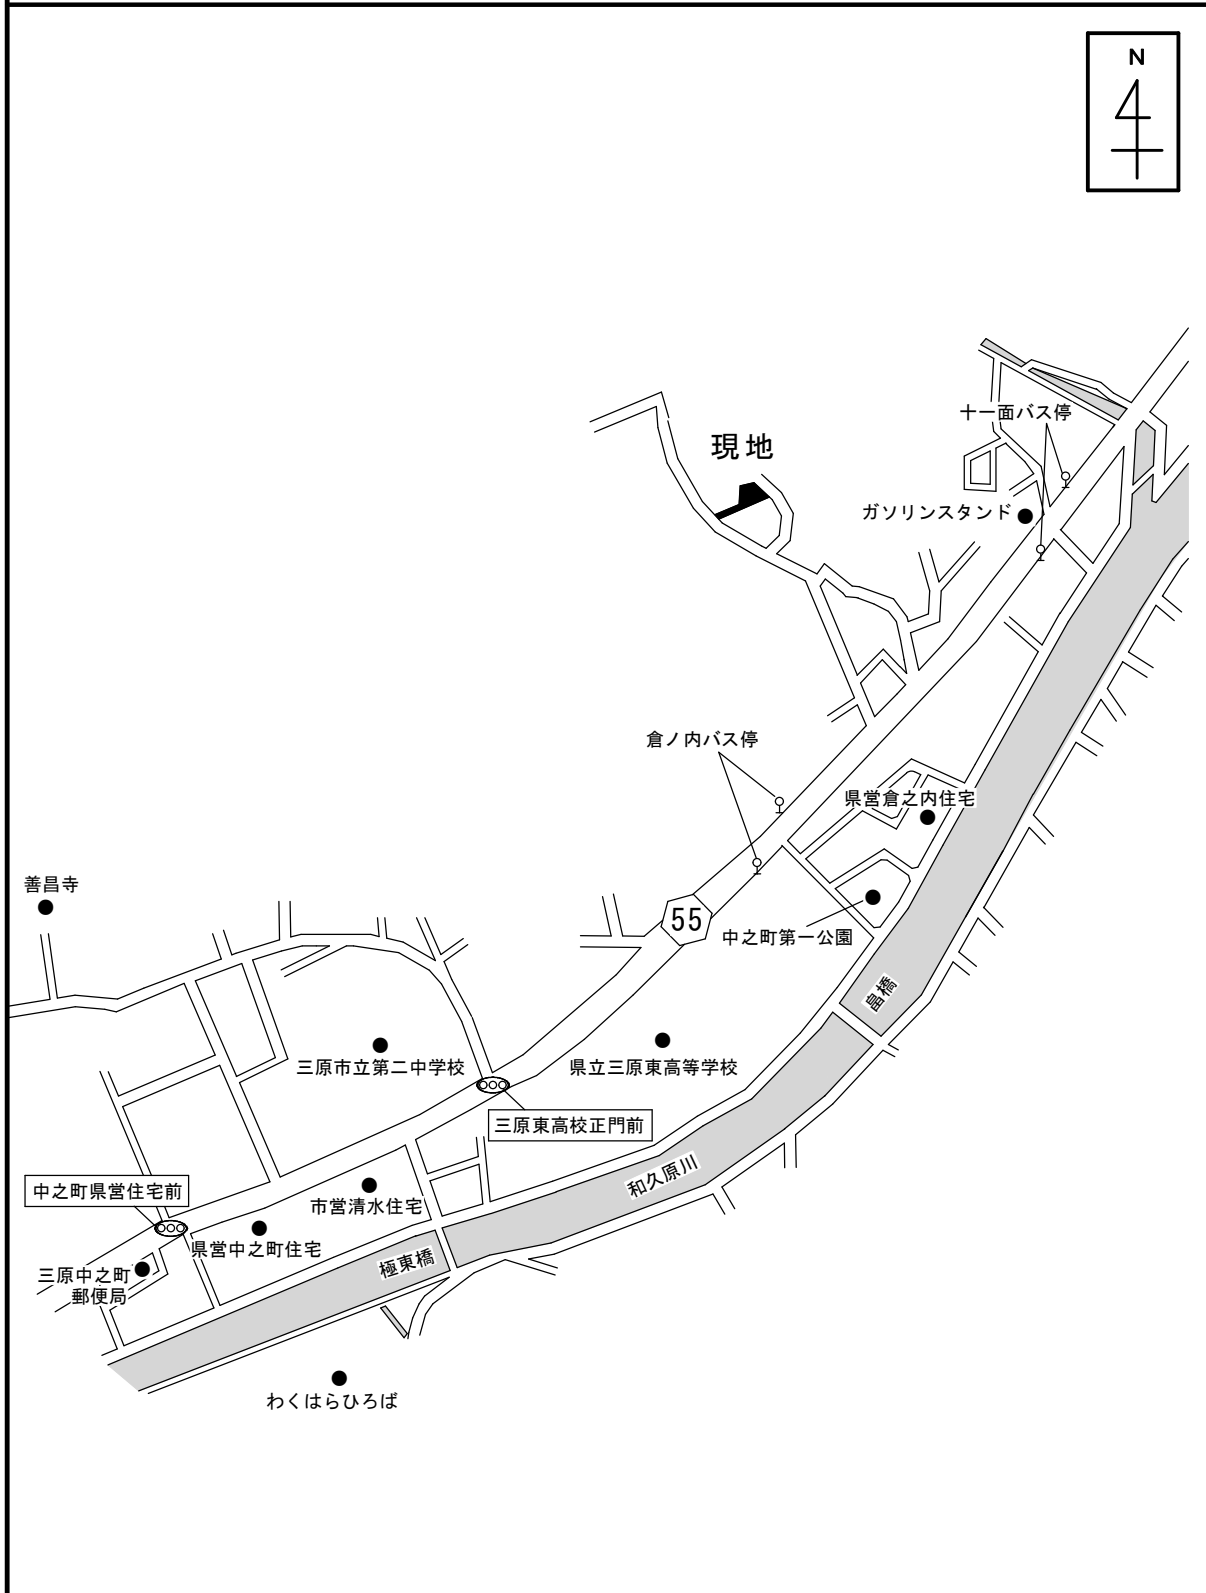 N
十一面バス停
現地
ガソリンスタンド
倉ノ内バス停
県営倉之内住宅
善昌寺
55
中之町第一公園
畠橋
三原市立第二中学校
県立三原東高等学校
三原東高校正門前
和久原川
中之町県営住宅前
市営清水住宅
県営中之町住宅
極東橋
三原中之町
郵便局
わくはらひろば